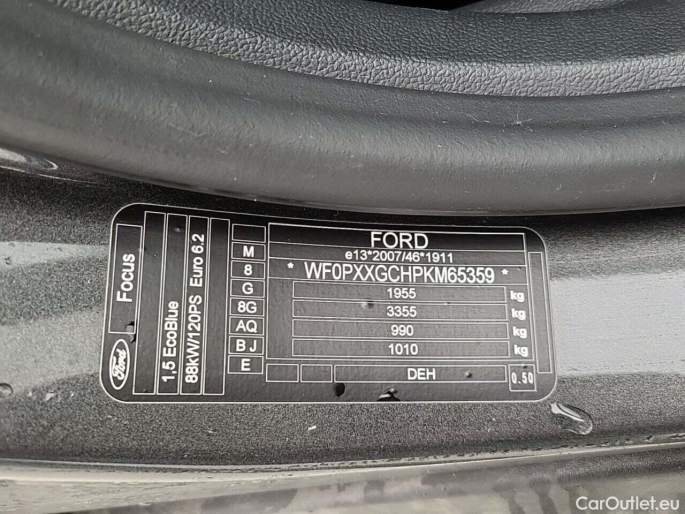 Ford
Focus
1,5 EcoBlue
88kW/120PS Euro 6.2
M
8
G
8G
AQ
B J
E
FORD
e13*2007/46*1911
* WF0PXXGCHPKM65359 *
1955 kg
3355 kg
990 kg
1010 kg
DEH 0.50
CarOutlet.eu